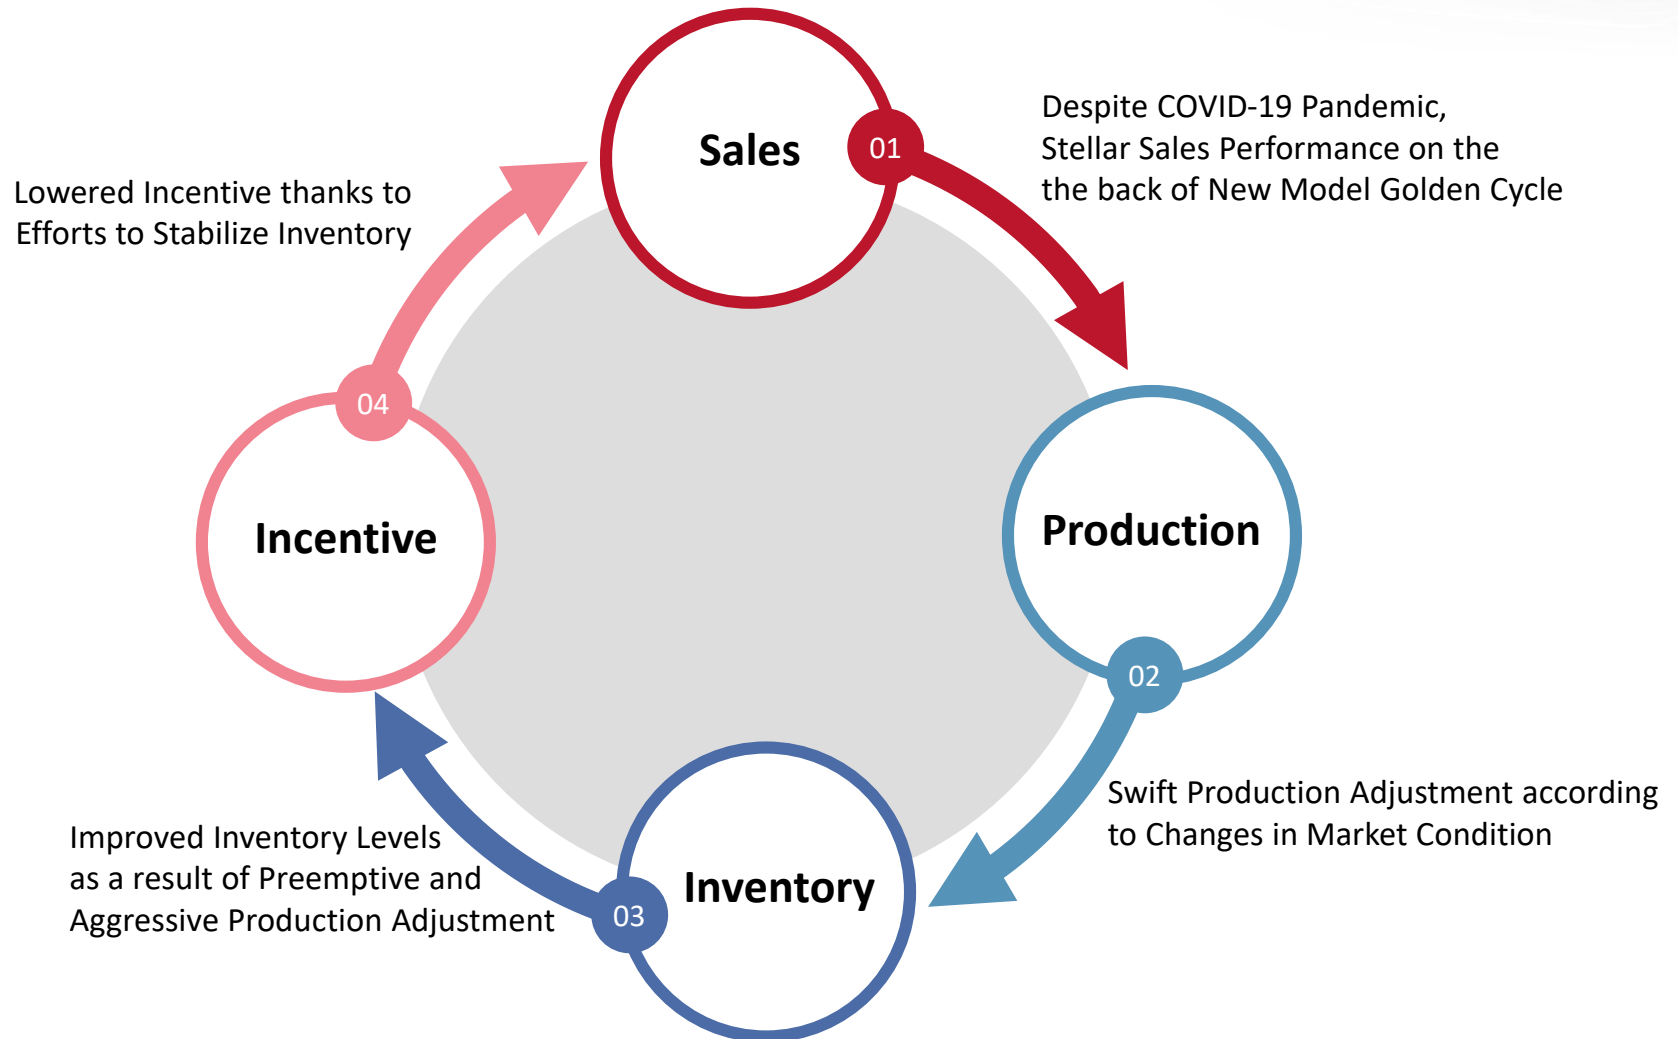 Sales
01
Despite COVID-19 Pandemic,
Stellar Sales Performance on the
the back of New Model Golden Cycle
Production
02
Swift Production Adjustment according
to Changes in Market Condition
Inventory
03
Improved Inventory Levels
as a result of Preemptive and
Aggressive Production Adjustment
Incentive
04
Lowered Incentive thanks to
Efforts to Stabilize Inventory